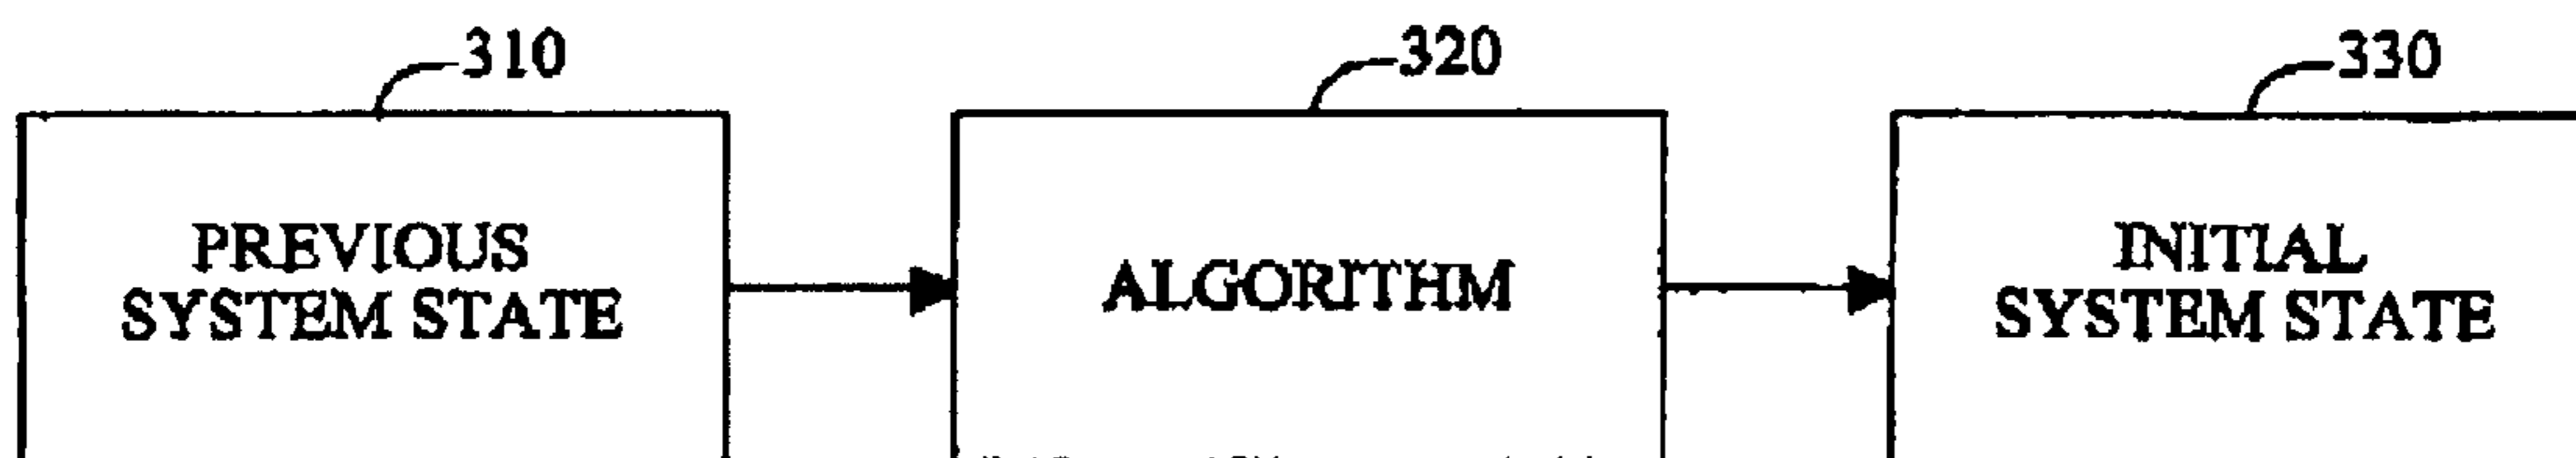 310
320
330
PREVIOUS
SYSTEM STATE
ALGORITHM
INITIAL
SYSTEM STATE